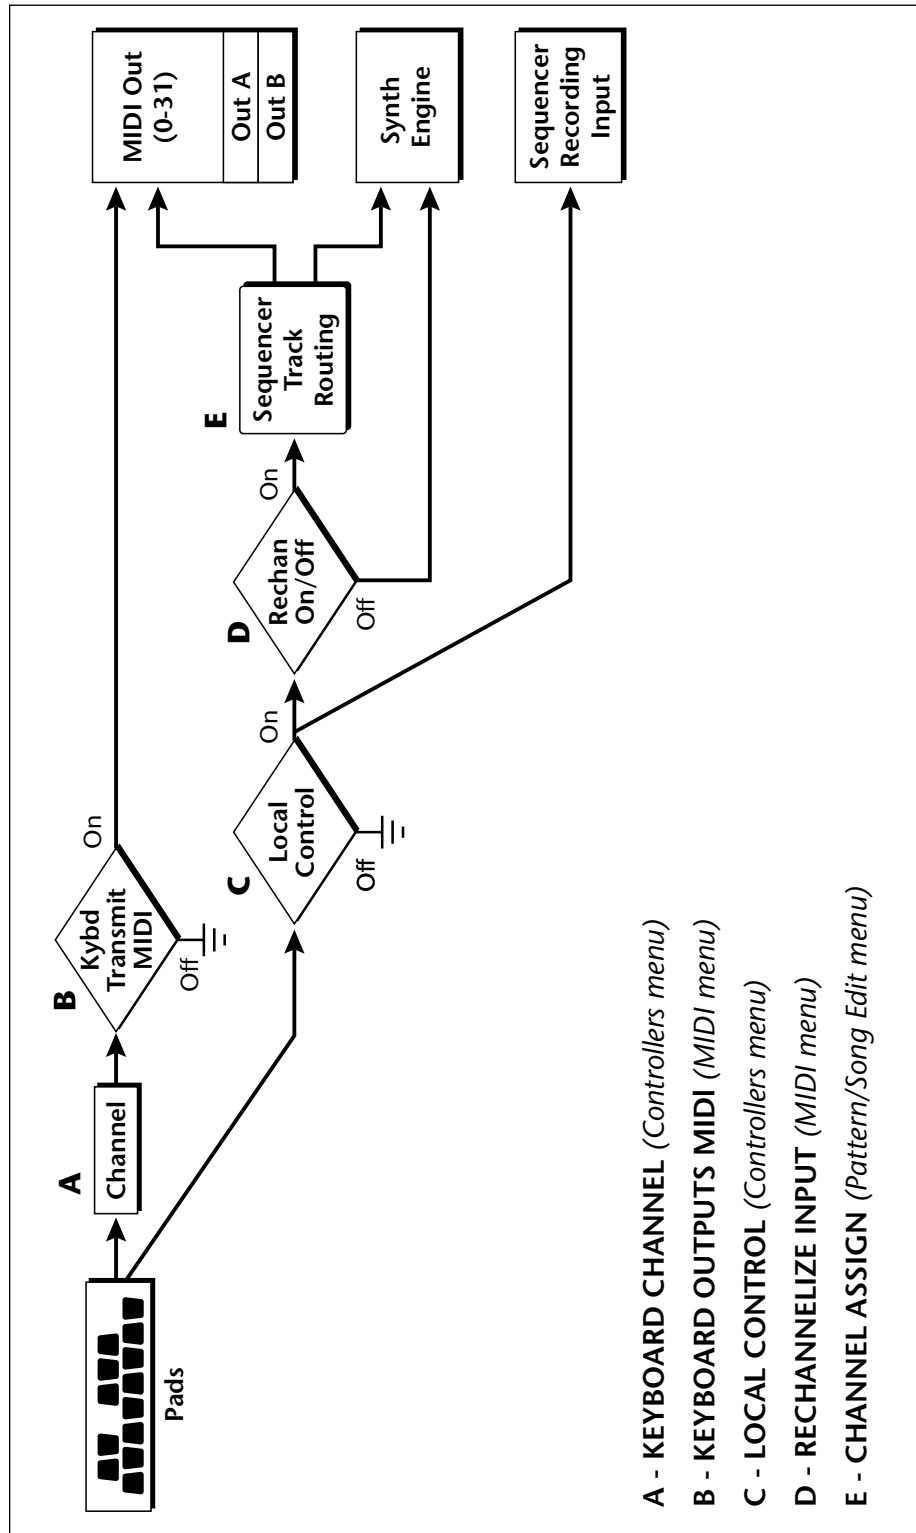 Pads
A
Channel
B
Kybd
Transmit
MIDI
On
Off
C
Local
Control
On
Off
D
Rechan
On/Off
On
Off
E
Sequencer
Track
Routing
MIDI Out
(0-31)
Out A
Out B
Synth
Engine
Sequencer
Recording
Input
A - KEYBOARD CHANNEL (Controllers menu)
B - KEYBOARD OUTPUTS MIDI (MIDI menu)
C - LOCAL CONTROL (Controllers menu)
D - RECHANNELIZE INPUT (MIDI menu)
E - CHANNEL ASSIGN (Pattern/Song Edit menu)